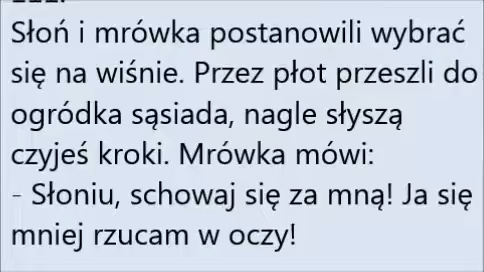 Słoń i mrówka postanowili wybrać
się na wiśnie. Przez płot przeszli do
ogródka sąsiada, nagle słyszą
czyjeś kroki. Mrówka mówi:
- Słoniu, schowaj się za mną! Ja się
mniej rzucam w oczy!